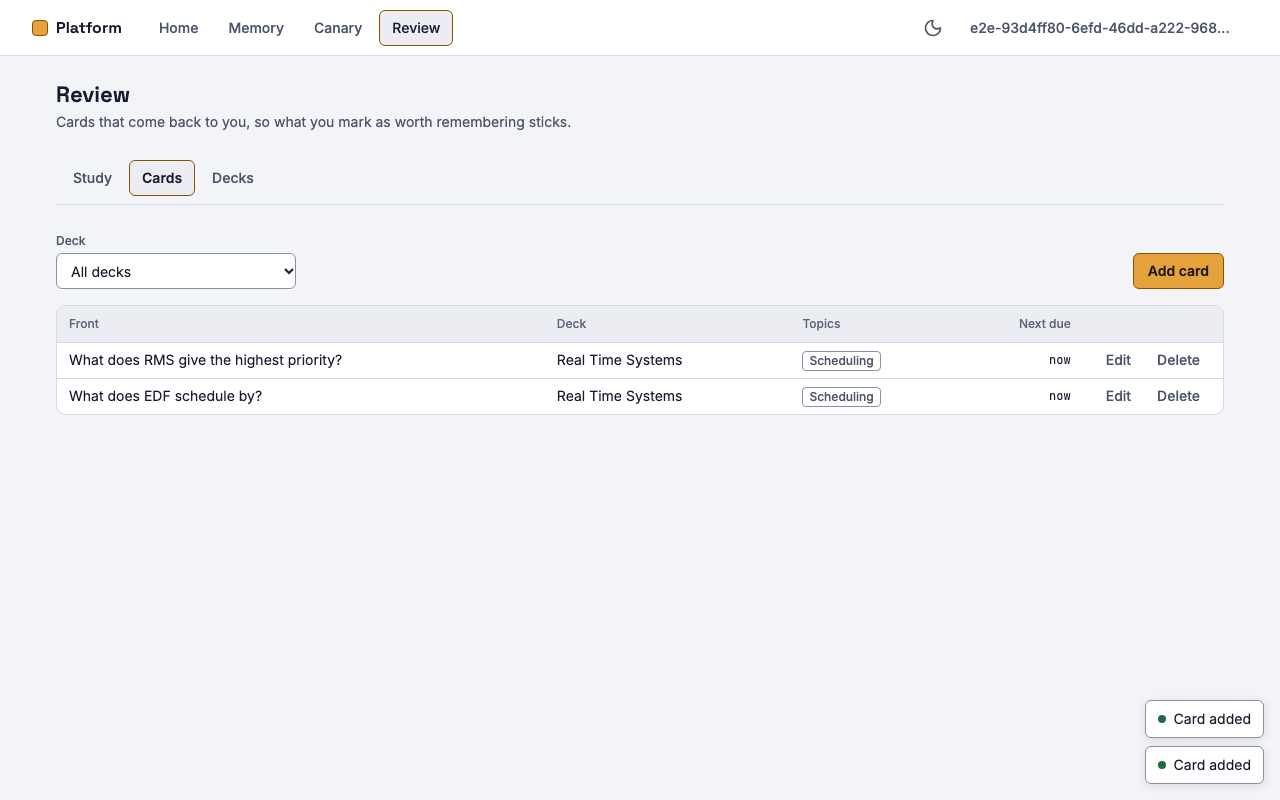 Platform Home Memory Canary Review e2e-93d4ff80-6efd-46dd-a222-968...
Review
Cards that come back to you, so what you mark as worth remembering sticks.
Study Cards Decks
Deck
All decks Add card
Front Deck Topics Next due
What does RMS give the highest priority? Real Time Systems Scheduling now Edit Delete
What does EDF schedule by? Real Time Systems Scheduling now Edit Delete
Card added
Card added